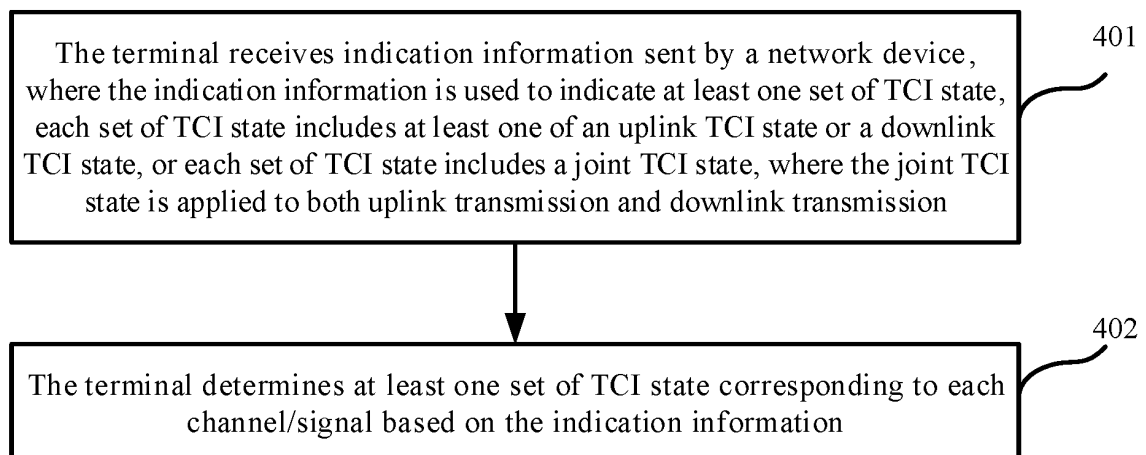 The terminal receives indication information sent by a network device,
where the indication information is used to indicate at least one set of TCI state,
each set of TCI state includes at least one of an uplink TCI state or a downlink
TCI state, or each set of TCI state includes a joint TCI state, where the joint TCI
state is applied to both uplink transmission and downlink transmission
401
402
The terminal determines at least one set of TCI state corresponding to each
channel/signal based on the indication information